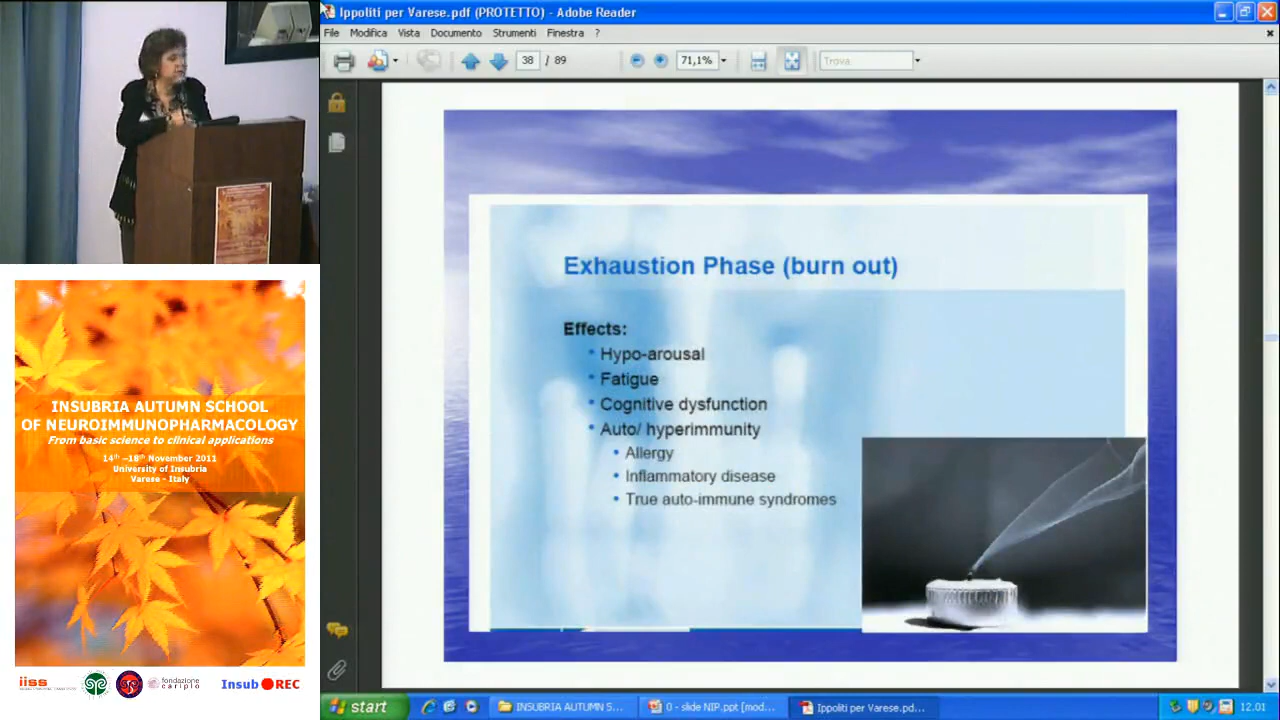 Ippoliti per Varese.pdf (PROTETTO) - Adobe Reader
File Modifica Vista Documento Strumenti Finestra ?
38 / 89 71,1% Trova
Exhaustion Phase (burn out)
Effects:
• Hypo-arousal
• Fatigue
• Cognitive dysfunction
• Auto/ hyperimmunity
• Allergy
• Inflammatory disease
• True auto-immune syndromes
INSUBRIA AUTUMN SCHOOL
OF NEUROIMMUNOPHARMACOLOGY
From basic science to clinical applications
14th –18th November 2011
University of Insubria
Varese - Italy
iiss
fondazione
cariplo
Insub REC
start INSUBRIA AUTUMN S... 0 - slide NIP.ppt [mod... Ippoliti per Varese.pd... 12.01